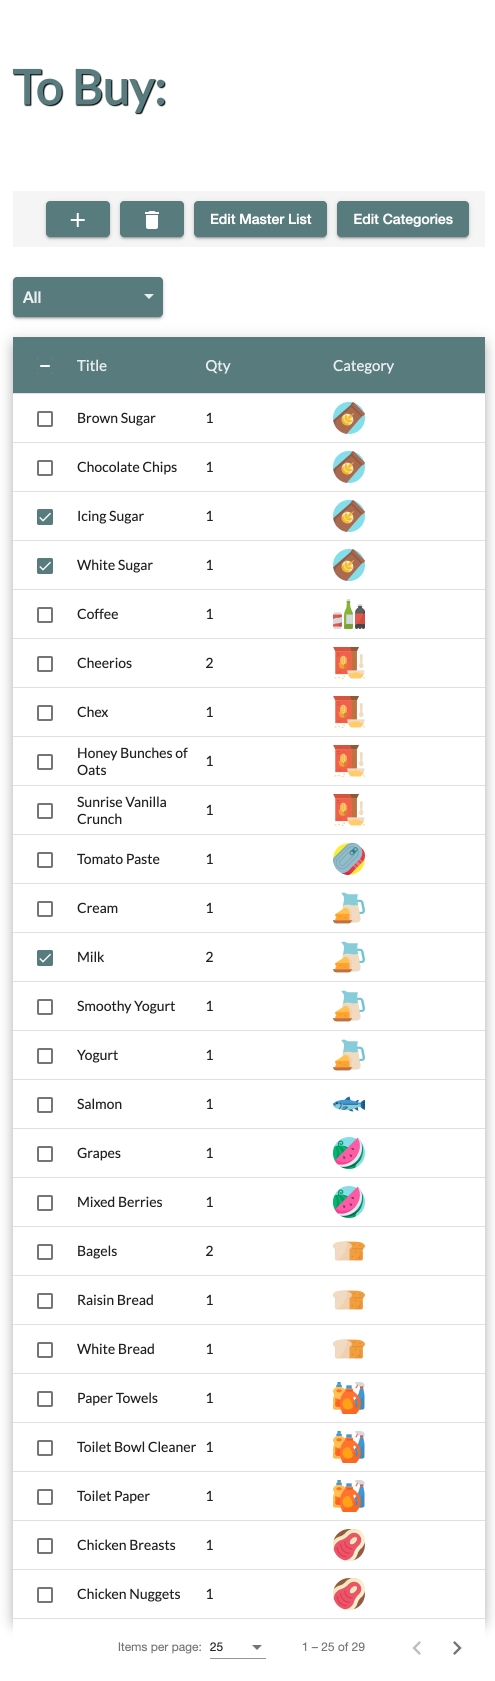 To Buy:
Edit Master List Edit Categories
All
Title Qty Category
Brown Sugar 1
Chocolate Chips 1
Icing Sugar 1
White Sugar 1
Coffee 1
Cheerios 2
Chex 1
Honey Bunches of
Oats 1
Sunrise Vanilla
Crunch 1
Tomato Paste 1
Cream 1
Milk 2
Smoothy Yogurt 1
Yogurt 1
Salmon 1
Grapes 1
Mixed Berries 1
Bagels 2
Raisin Bread 1
White Bread 1
Paper Towels 1
Toilet Bowl Cleaner 1
Toilet Paper 1
Chicken Breasts 1
Chicken Nuggets 1
Items per page: 25 1 – 25 of 29